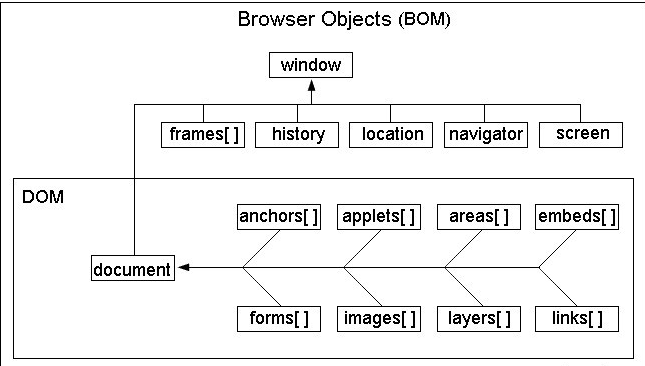 Browser Objects (BOM)
window
frames[ ] history location navigator screen
DOM
anchors[ ] applets[ ] areas[ ] embeds[ ]
document
forms[ ] images[ ] layers[ ] links[ ]